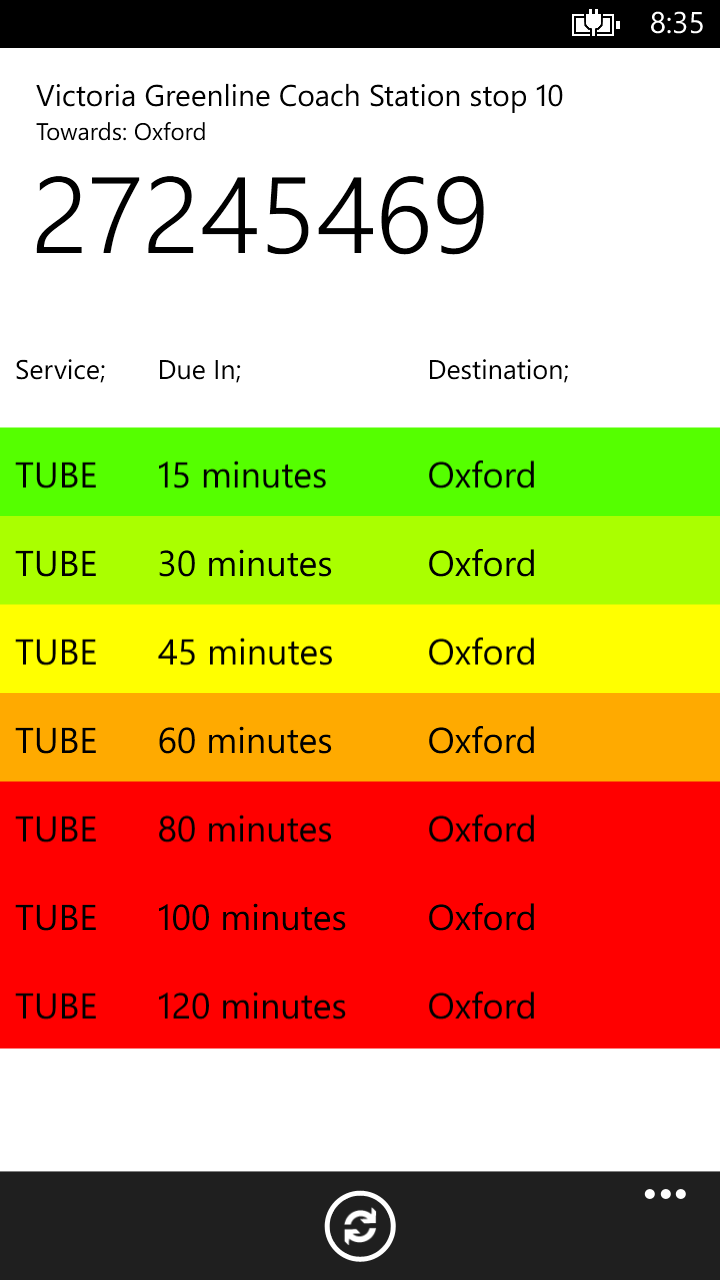 8:35
Victoria Greenline Coach Station stop 10
Towards: Oxford
27245469
Service; Due In; Destination;
TUBE 15 minutes Oxford
TUBE 30 minutes Oxford
TUBE 45 minutes Oxford
TUBE 60 minutes Oxford
TUBE 80 minutes Oxford
TUBE 100 minutes Oxford
TUBE 120 minutes Oxford